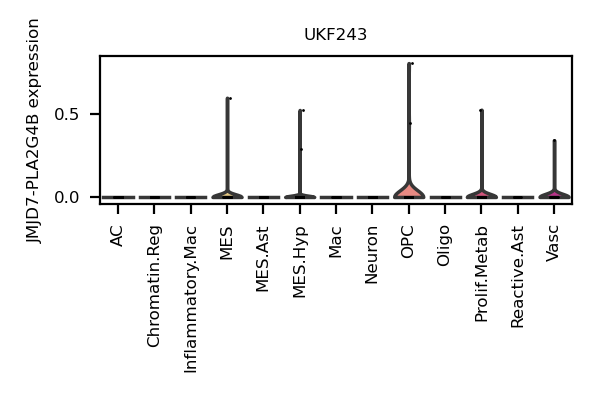 UKF243
JMJD7-PLA2G4B expression
0.5
0.0
AC
Chromatin.Reg
Inflammatory.Mac
MES
MES.Ast
MES.Hyp
Mac
Neuron
OPC
Oligo
Prolif.Metab
Reactive.Ast
Vasc